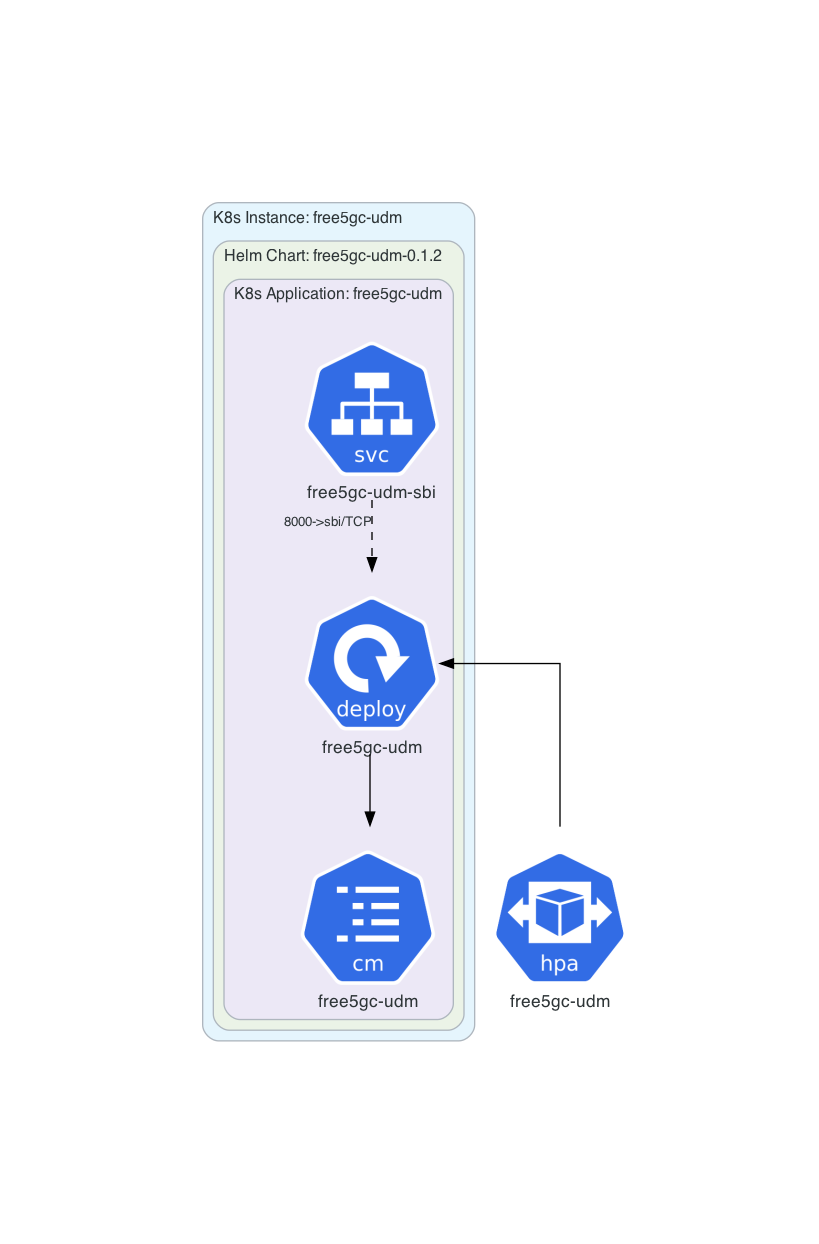 K8s Instance: free5gc-udm
Helm Chart: free5gc-udm-0.1.2
K8s Application: free5gc-udm
svc
free5gc-udm-sbi
8000->sbi/TCP
deploy
free5gc-udm
cm
free5gc-udm
hpa
free5gc-udm